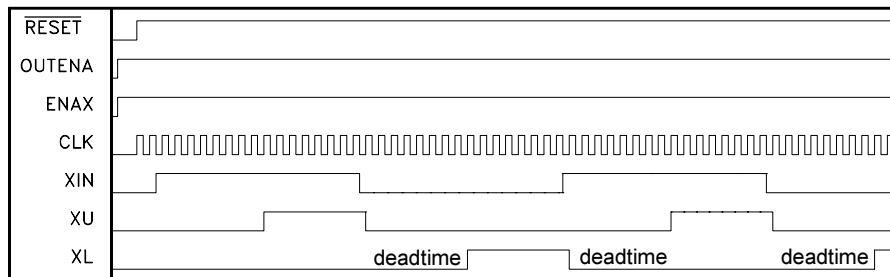 RESET
OUTENA
ENAX
CLK
XIN
XU
XL deadtime deadtime deadtime